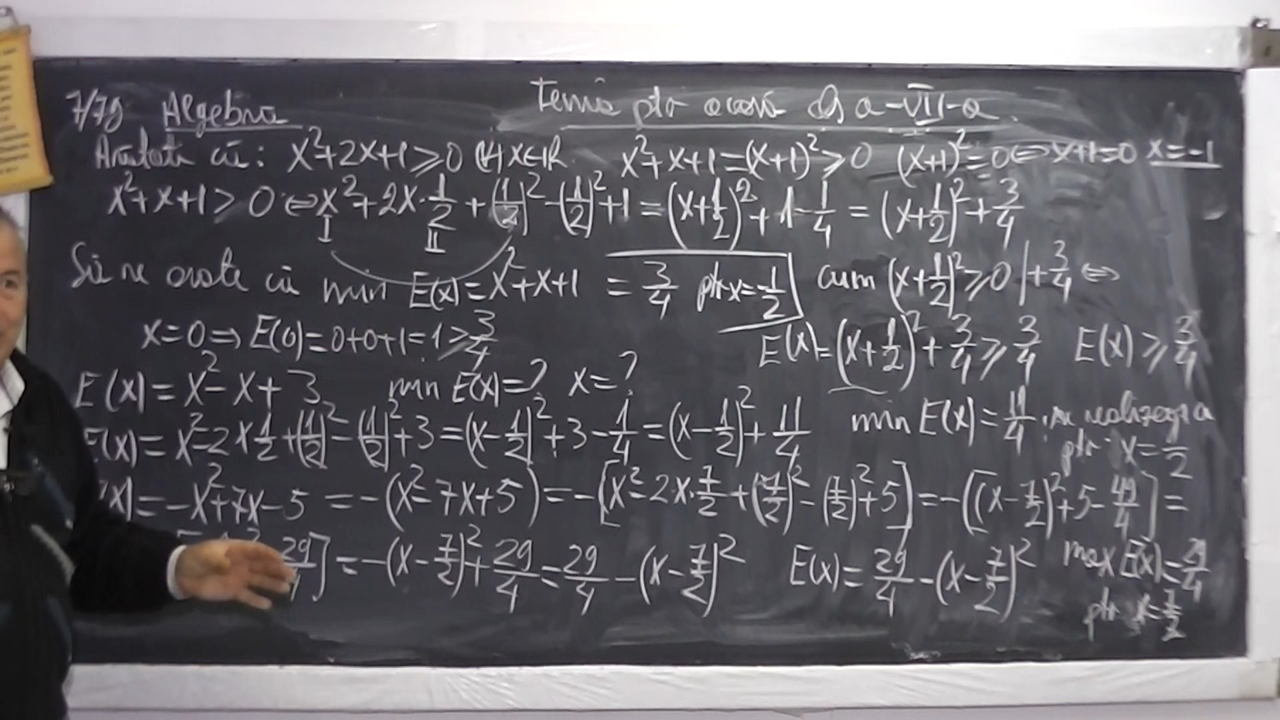 7/79 Algebra Temă ptr acasă cls a-VII-a.
Arătați că: x²+2x+1⩾0 (∀)x∈ℝ. x²+x+1=(x+1)²⩾0 (x+1)²=0⇔x+1=0 x=-1
x²+x+1>0⇔x²+2x·1/2+(1/2)²-(1/2)²+1=(x+1/2)²+1-1/4=(x+1/2)²+3/4
I II
Să se arate că min E(x)=x²+x+1=3/4 ptr x=-1/2 cum (x+1/2)²⩾0|+3/4⇔
x=0⇒E(0)=0+0+1=1⩾3/4 E(x)=(x+1/2)²+3/4⩾3/4 E(x)⩾3/4
E(x)=x²-x+3 min E(x)=? x=?
E(x)=x²-2x1/2+(1/2)²-(1/2)²+3=(x-1/2)²+3-1/4=(x-1/2)²+11/4 min E(x)=11/4 se realizează
ptr x=1/2
(x)=-x²+7x-5=-(x²-7x+5)=-[x²-2x·7/2+(7/2)²-(7/2)²+5]=-[(x-7/2)²+5-49/4]=
29/4]=-(x-7/2)²+29/4=29/4-(x-7/2)² E(x)=29/4-(x-7/2)² max E(x)=29/4
ptr x=7/2